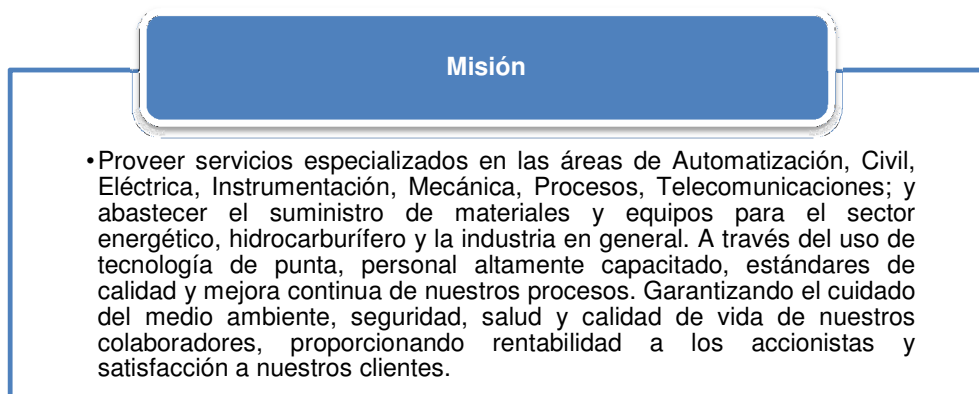 Misión
•Proveer servicios especializados en las áreas de Automatización, Civil,
Eléctrica, Instrumentación, Mecánica, Procesos, Telecomunicaciones; y
abastecer el suministro de materiales y equipos para el sector
energético, hidrocarburífero y la industria en general. A través del uso de
tecnología de punta, personal altamente capacitado, estándares de
calidad y mejora continua de nuestros procesos. Garantizando el cuidado
del medio ambiente, seguridad, salud y calidad de vida de nuestros
colaboradores, proporcionando rentabilidad a los accionistas y
satisfacción a nuestros clientes.